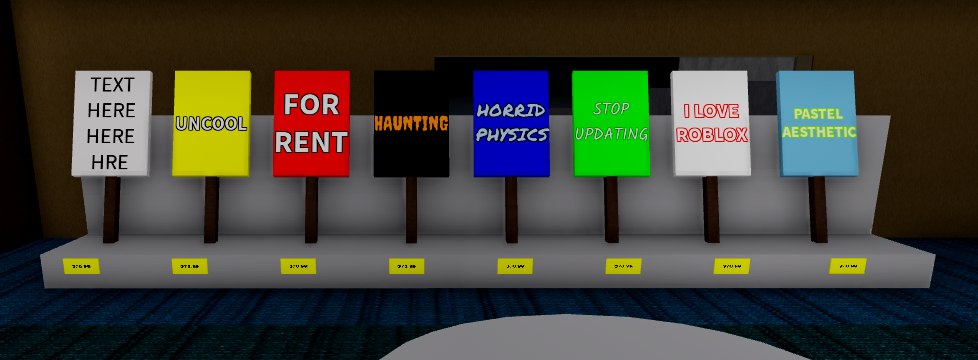 TEXT
HERE
HERE
HRE
UNCOOL
FOR
RENT
HAUNTING
HORRID
PHYSICS
STOP
UPDATING
I LOVE
ROBLOX
PASTEL
AESTHETIC